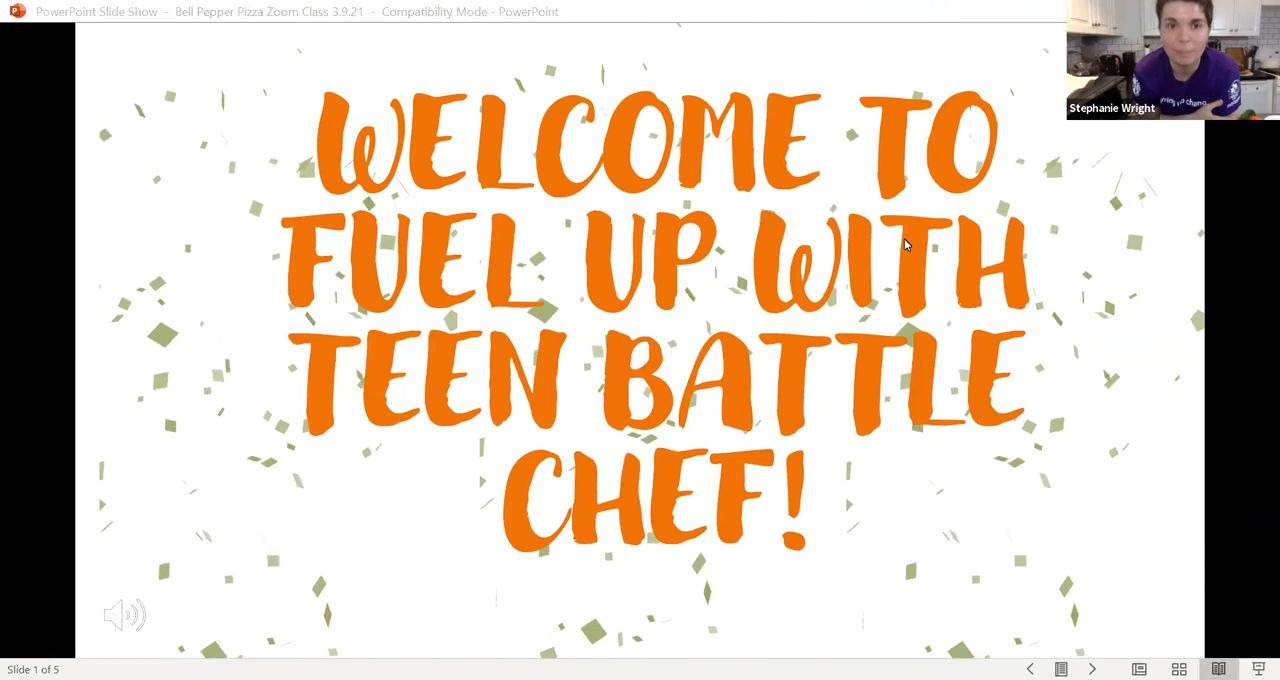 PowerPoint Slide Show - Bell Pepper Pizza Zoom Class 3.9.21 - Compatibility Mode - PowerPoint
Stephanie Wright
WELCOME TO
FUEL UP WITH
TEEN BATTLE
CHEF!
Slide 1 of 5